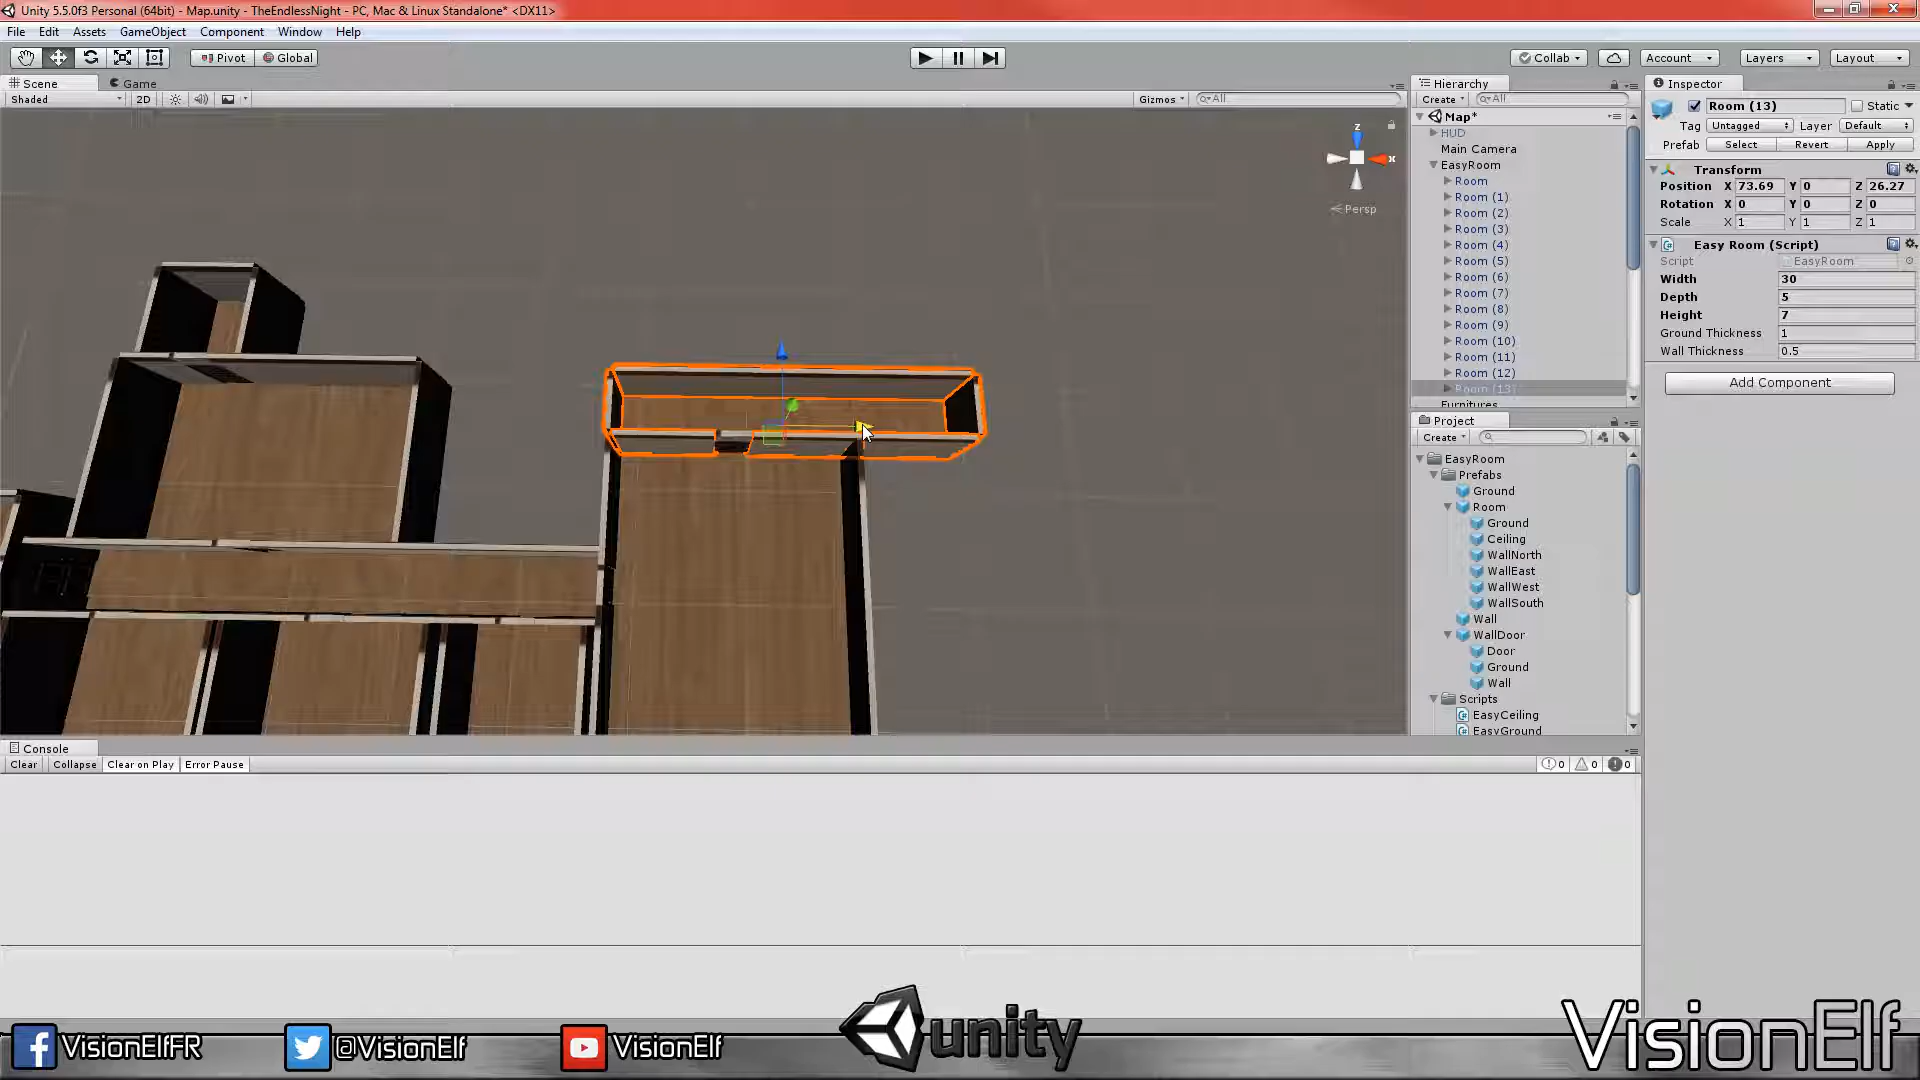 Unity 5.5.0f3 Personal (64bit) - Map.unity - TheEndlessNight - PC, Mac & Linux Standalone* <DX11>
File Edit Assets GameObject Component Window Help
Pivot Global Collab Account Layers Layout
Scene Game
Shaded 2D Gizmos All
z
x
Persp
Hierarchy
Create All
Map*
HUD
Main Camera
EasyRoom
Room
Room (1)
Room (2)
Room (3)
Room (4)
Room (5)
Room (6)
Room (7)
Room (8)
Room (9)
Room (10)
Room (11)
Room (12)
Room (13)
Furnitures
Project
Create
EasyRoom
Prefabs
Ground
Room
Ground
Ceiling
WallNorth
WallEast
WallWest
WallSouth
Wall
WallDoor
Door
Ground
Wall
Scripts
EasyCeiling
EasyGround
Inspector
Room (13) Static
Tag Untagged Layer Default
Prefab Select Revert Apply
Transform
Position X 73.69 Y 0 Z 26.27
Rotation X 0 Y 0 Z 0
Scale X 1 Y 1 Z 1
Easy Room (Script)
Script EasyRoom
Width 30
Depth 5
Height 7
Ground Thickness 1
Wall Thickness 0.5
Add Component
Console
Clear Collapse Clear on Play Error Pause 0 0 0
VisionElfFR @VisionElf VisionElf unity VisionElf